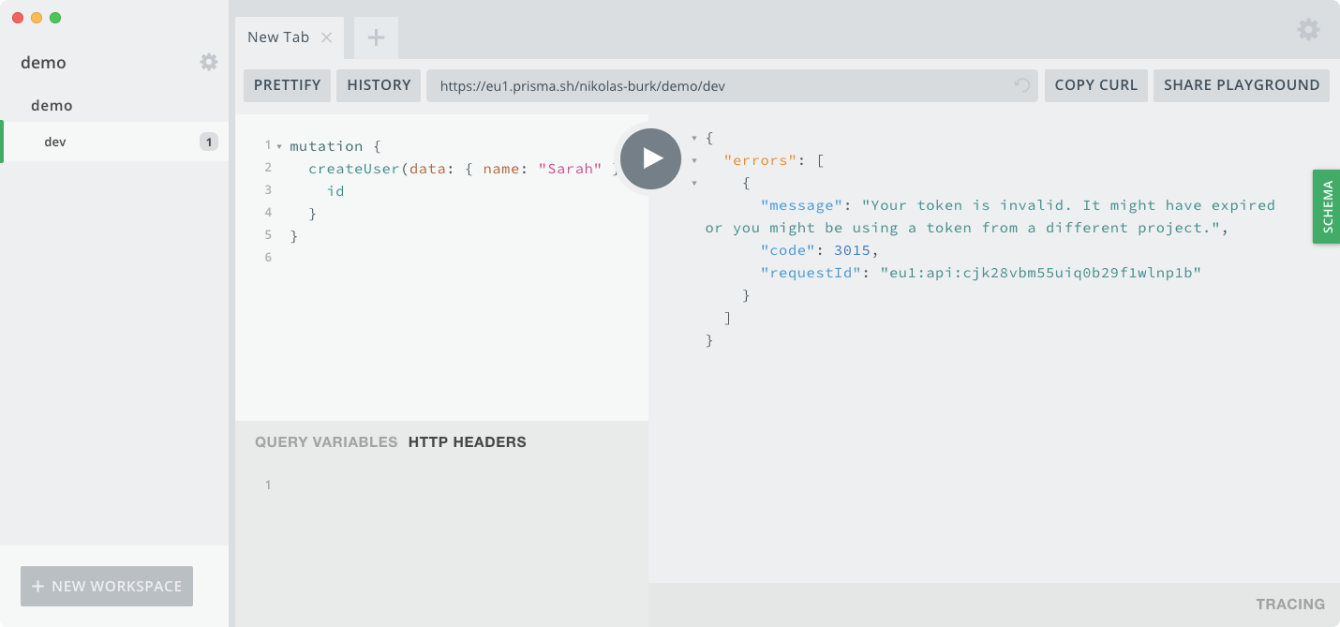 demo
demo
dev 1
New Tab
PRETTIFY HISTORY https://eu1.prisma.sh/nikolas-burk/demo/dev COPY CURL SHARE PLAYGROUND
1 mutation {
2 createUser(data: { name: "Sarah" }
3 id
4 }
5 }
6
{
"errors": [
{
"message": "Your token is invalid. It might have expired
or you might be using a token from a different project.",
"code": 3015,
"requestId": "eu1:api:cjk28vbm55uiq0b29f1wlnp1b"
}
]
}
SCHEMA
QUERY VARIABLES HTTP HEADERS
1
+ NEW WORKSPACE
TRACING